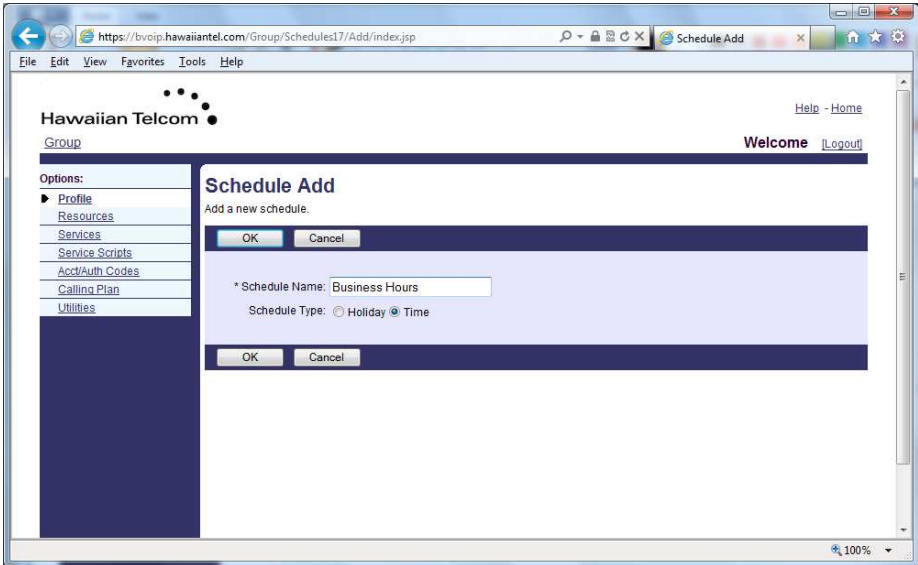 https://bvoip.hawaiiantel.com/Group/Schedules17/Add/index.jsp
Schedule Add
File Edit View Favorites Tools Help
Hawaiian Telcom
Help - Home
Group
Welcome [Logout]
Options:
Profile
Resources
Services
Service Scripts
Acct/Auth Codes
Calling Plan
Utilities
Schedule Add
Add a new schedule.
OK Cancel
* Schedule Name: Business Hours
Schedule Type: Holiday Time
OK Cancel
100%